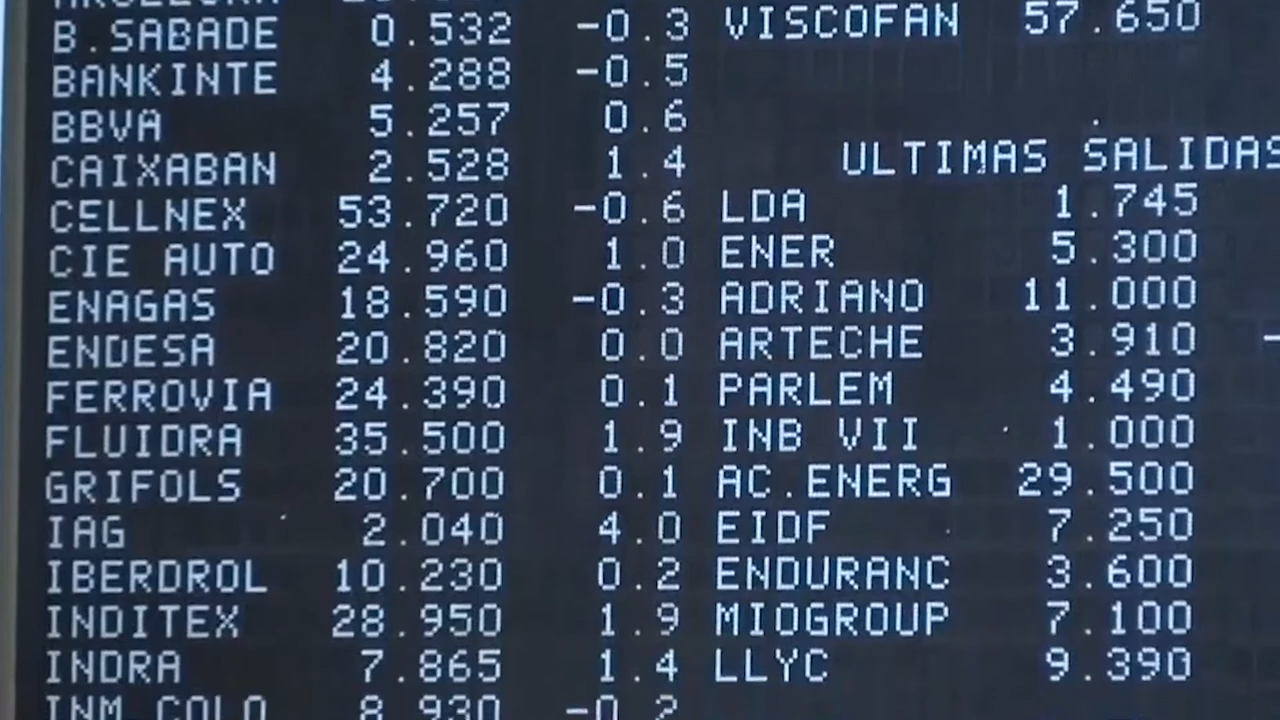 B.SABADE 0.532 -0.3 VISCOFAN 57.650
BANKINTE 4.288 -0.5
BBVA 5.257 0.6
CAIXABAN 2.528 1.4 ULTIMAS SALIDAS
CELLNEX 53.720 -0.6 LDA 1.745
CIE AUTO 24.960 1.0 ENER 5.300
ENAGAS 18.590 -0.3 ADRIANO 11.000
ENDESA 20.820 0.0 ARTECHE 3.910 -
FERROVIA 24.390 0.1 PARLEM 4.490
FLUIDRA 35.500 1.9 INB VII 1.000
GRIFOLS 20.700 0.1 AC.ENERG 29.500
IAG 2.040 4.0 EIDF 7.250
IBERDROL 10.230 0.2 ENDURANC 3.600
INDITEX 28.950 1.9 MIOGROUP 7.100
INDRA 7.865 1.4 LLYC 9.390
INM COLO 8.930 -0.2